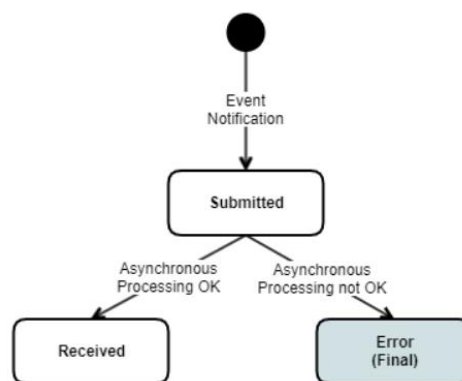 Event
Notification
Submitted
Asynchronous
Processing OK
Asynchronous
Processing not OK
Received
Error
(Final)